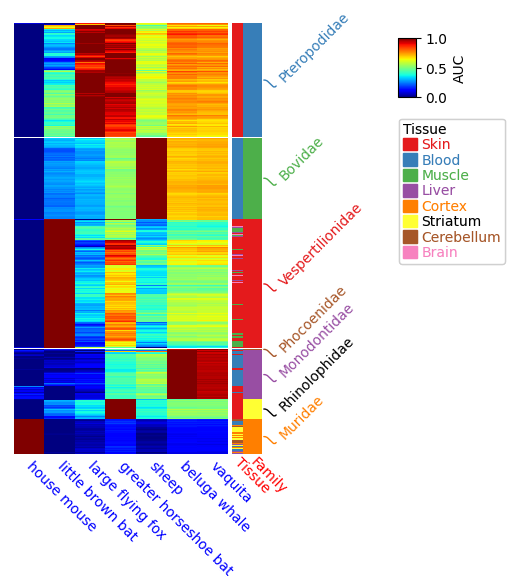 Pteropodidae
Bovidae
Vespertilionidae
Phocoenidae
Monodontidae
Rhinolophidae
Muridae
1.0
0.5
0.0
AUC
Tissue
Skin
Blood
Muscle
Liver
Cortex
Striatum
Cerebellum
Brain
house mouse
little brown bat
large flying fox
greater horseshoe bat
sheep
beluga whale
vaquita
Tissue
Family